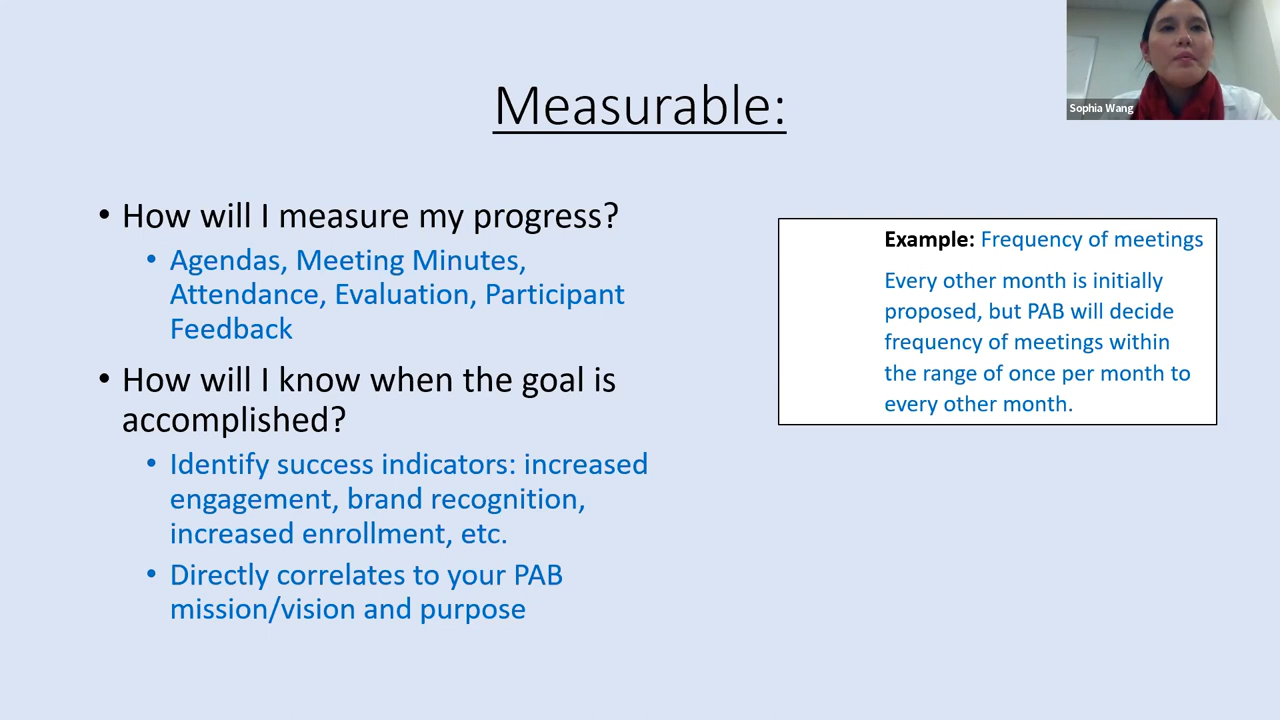 Measurable:
Sophia Wang
• How will I measure my progress?
• Agendas, Meeting Minutes,
Attendance, Evaluation, Participant
Feedback
• How will I know when the goal is
accomplished?
• Identify success indicators: increased
engagement, brand recognition,
increased enrollment, etc.
• Directly correlates to your PAB
mission/vision and purpose
Example: Frequency of meetings
Every other month is initially
proposed, but PAB will decide
frequency of meetings within
the range of once per month to
every other month.